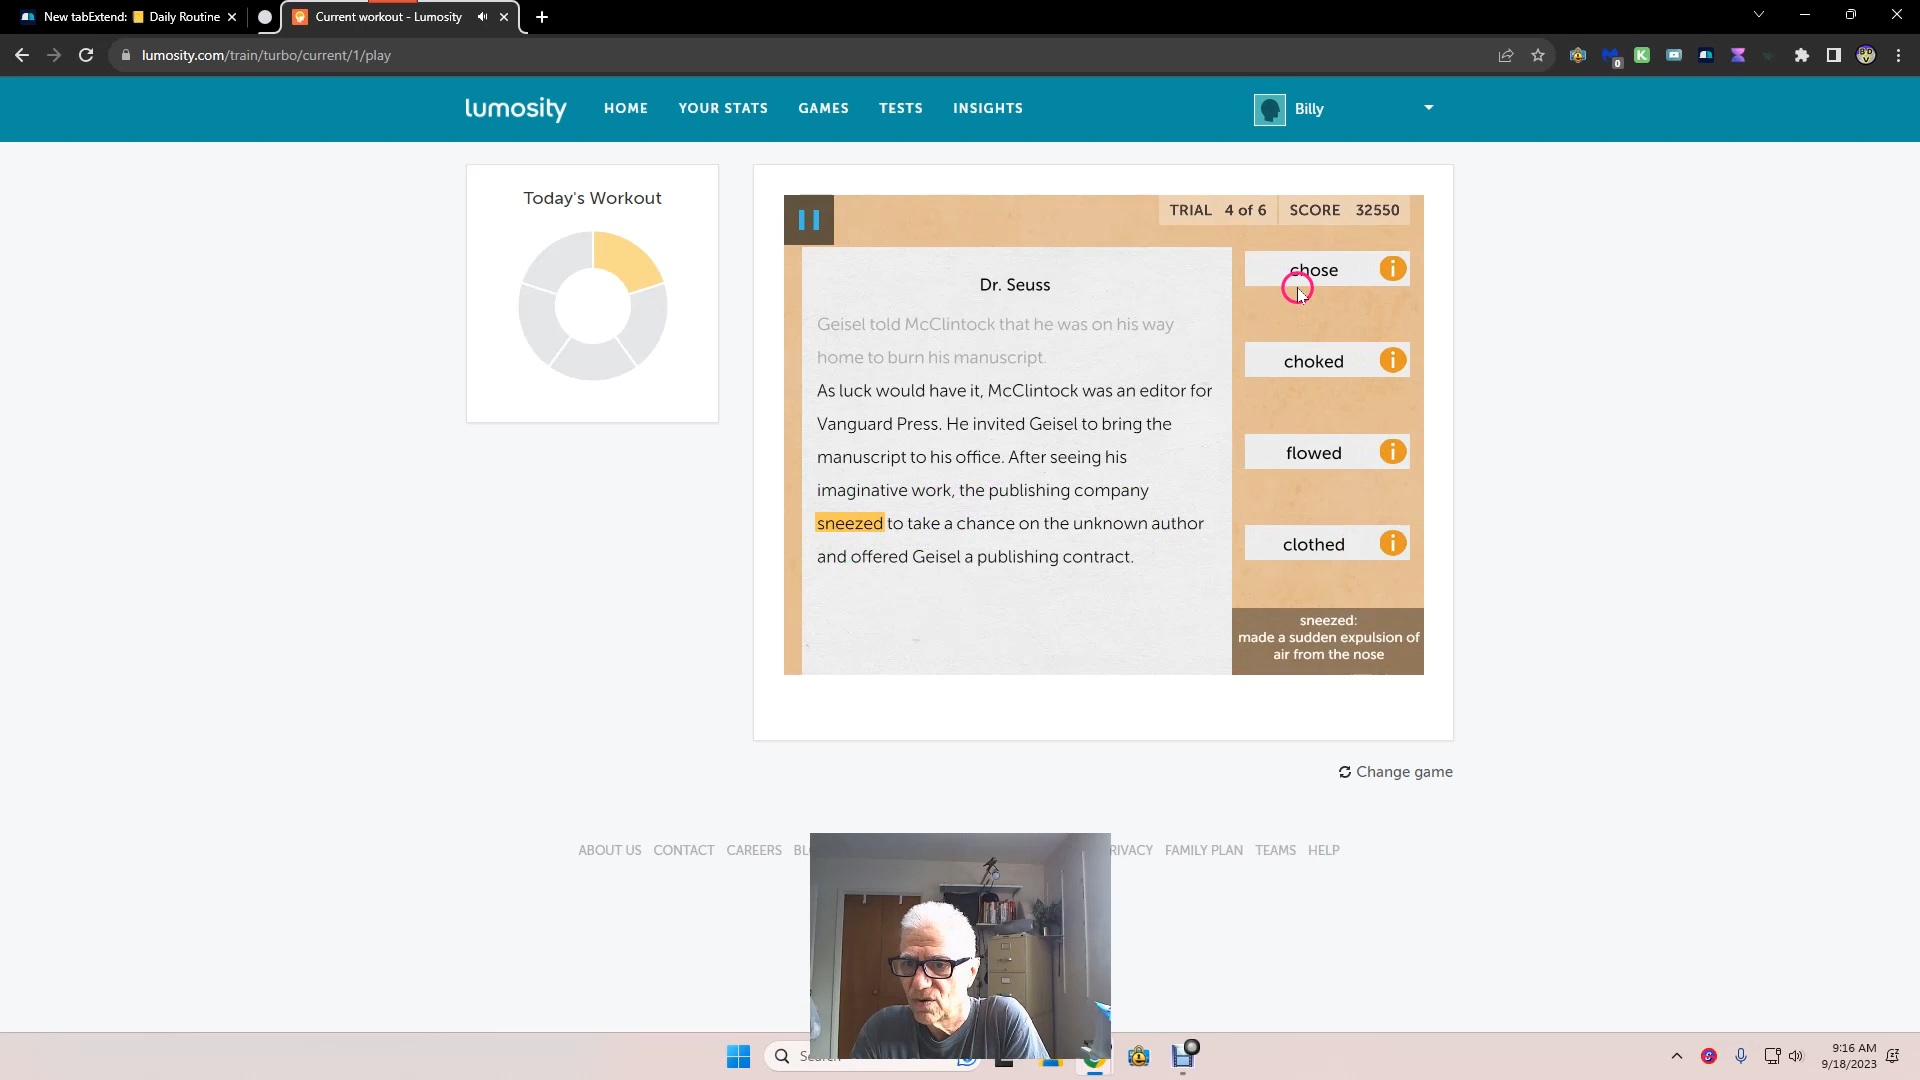 New tabExtend: 📒 Daily Routine
Current workout - Lumosity
lumosity.com/train/turbo/current/1/play
0
lumosity
HOME
YOUR STATS
GAMES
TESTS
INSIGHTS
Billy
Today's Workout
TRIAL 4 of 6
SCORE 32550
Dr. Seuss
Geisel told McClintock that he was on his way
home to burn his manuscript.
As luck would have it, McClintock was an editor for
Vanguard Press. He invited Geisel to bring the
manuscript to his office. After seeing his
imaginative work, the publishing company
sneezed to take a chance on the unknown author
and offered Geisel a publishing contract.
chose
choked
flowed
clothed
sneezed:
made a sudden expulsion of
air from the nose
Change game
ABOUT US
CONTACT
CAREERS
FAMILY PLAN
TEAMS
HELP
9:16 AM
9/18/2023